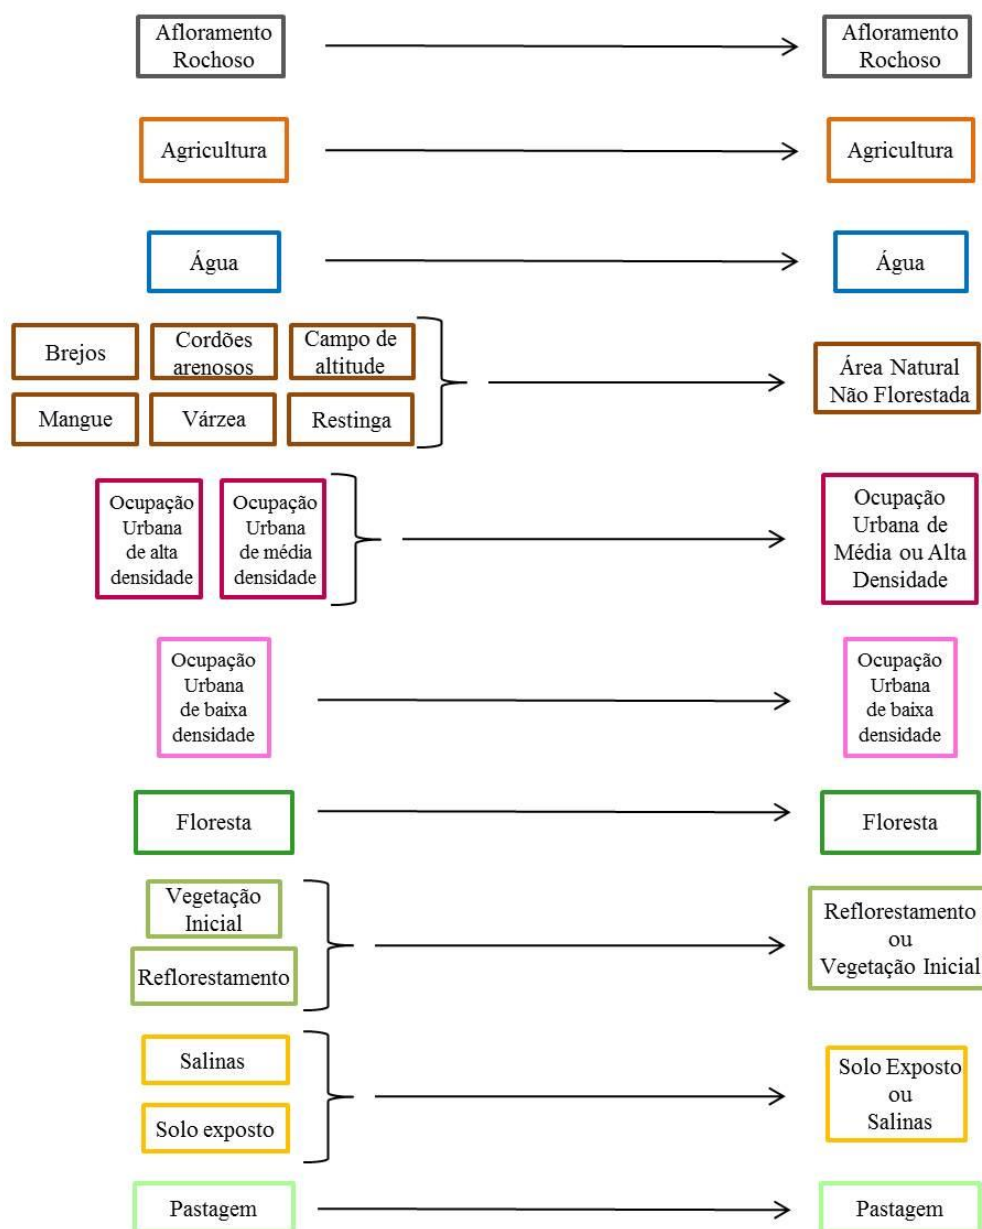 Afloramento
Rochoso
Afloramento
Rochoso
Agricultura
Agricultura
Água
Água
Brejos
Cordões
arenosos
Campo de
altitude
Mangue
Várzea
Restinga
Área Natural
Não Florestada
Ocupação
Urbana
de alta
densidade
Ocupação
Urbana
de média
densidade
Ocupação
Urbana de
Média ou Alta
Densidade
Ocupação
Urbana
de baixa
densidade
Ocupação
Urbana
de baixa
densidade
Floresta
Floresta
Vegetação
Inicial
Reflorestamento
Reflorestamento
ou
Vegetação Inicial
Salinas
Solo exposto
Solo Exposto
ou
Salinas
Pastagem
Pastagem